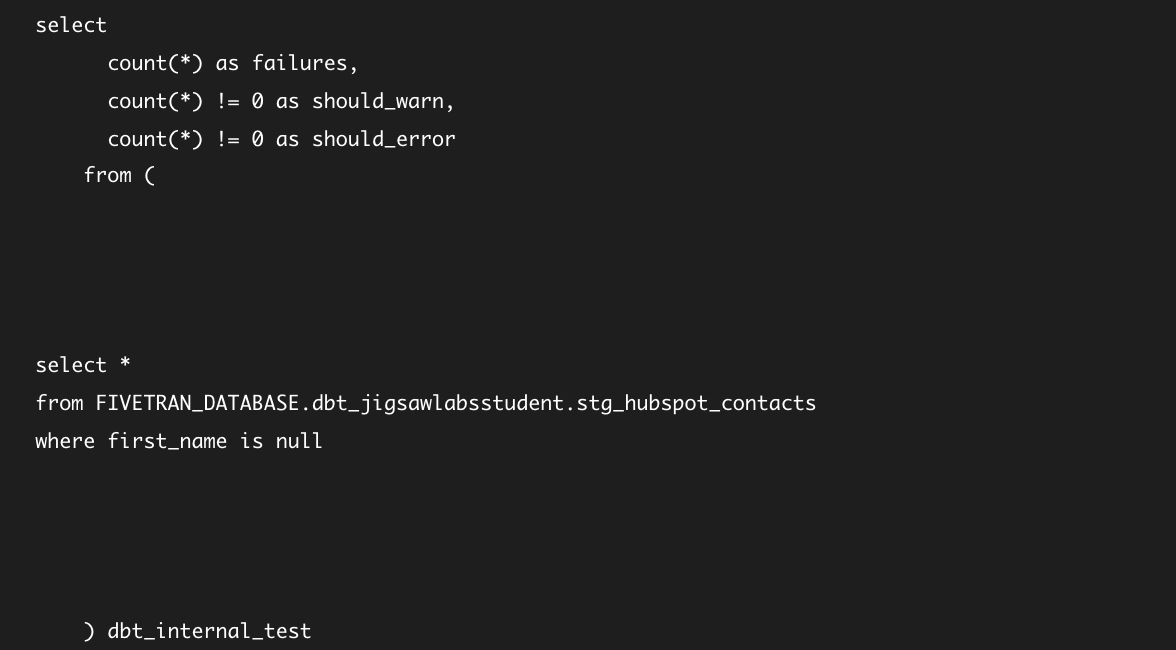 select
count(*) as failures,
count(*) != 0 as should_warn,
count(*) != 0 as should_error
from (
select *
from FIVETRAN_DATABASE.dbt_jigsawlabsstudent.stg_hubspot_contacts
where first_name is null
) dbt_internal_test